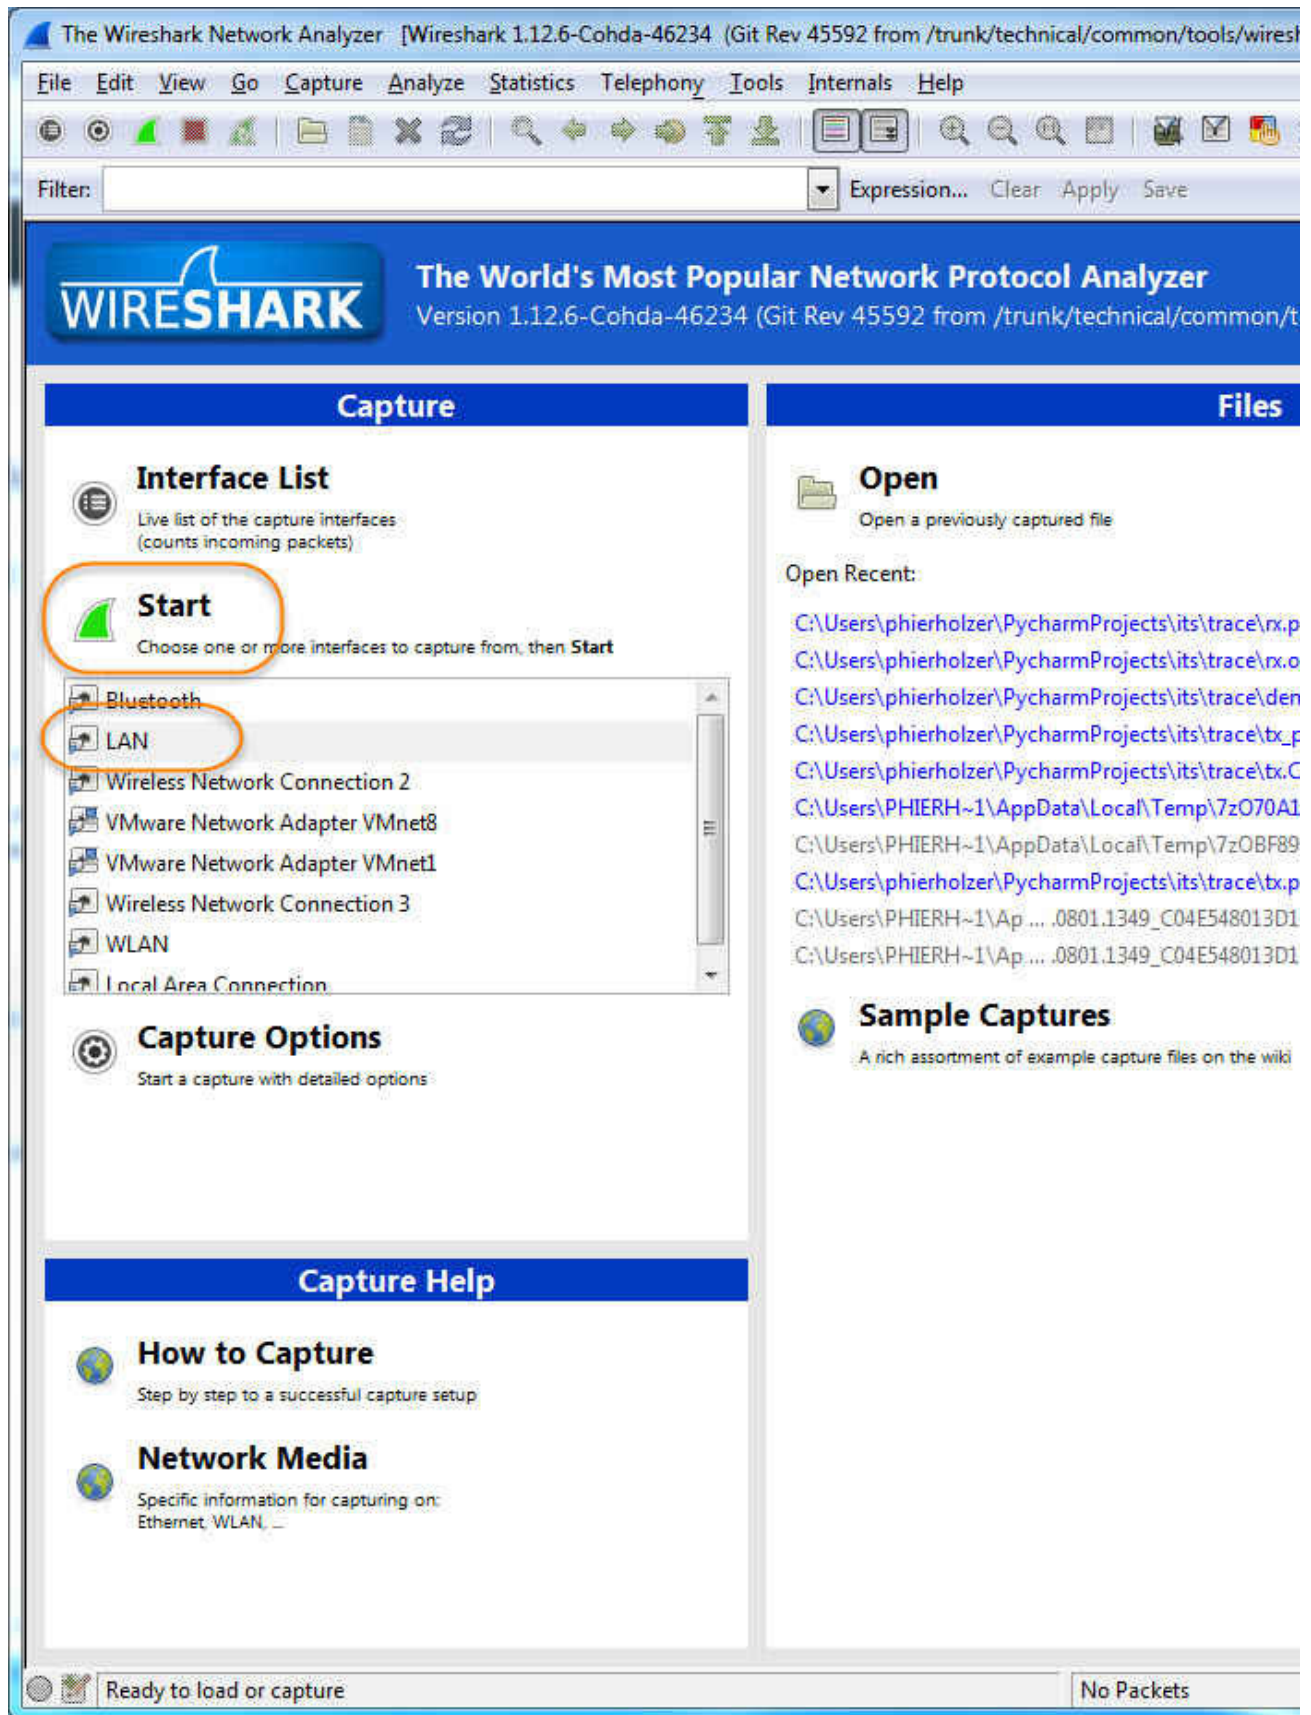 The Wireshark Network Analyzer [Wireshark 1.12.6-Cohda-46234 (Git Rev 45592 from /trunk/technical/common/tools/wiresh
File Edit View Go Capture Analyze Statistics Telephony Tools Internals Help
Filter: Expression... Clear Apply Save
WIRESHARK
The World's Most Popular Network Protocol Analyzer
Version 1.12.6-Cohda-46234 (Git Rev 45592 from /trunk/technical/common/t
Capture
Interface List
Live list of the capture interfaces
(counts incoming packets)
Start
Choose one or more interfaces to capture from, then Start
Bluetooth
LAN
Wireless Network Connection 2
VMware Network Adapter VMnet8
VMware Network Adapter VMnet1
Wireless Network Connection 3
WLAN
Local Area Connection
Capture Options
Start a capture with detailed options
Capture Help
How to Capture
Step by step to a successful capture setup
Network Media
Specific information for capturing on:
Ethernet, WLAN, ...
Files
Open
Open a previously captured file
Open Recent:
C:\Users\phierholzer\PycharmProjects\its\trace\rx.p
C:\Users\phierholzer\PycharmProjects\its\trace\rx.o
C:\Users\phierholzer\PycharmProjects\its\trace\den
C:\Users\phierholzer\PycharmProjects\its\trace\tx_p
C:\Users\phierholzer\PycharmProjects\its\trace\tx.C
C:\Users\PHIERH~1\AppData\Local\Temp\7zO70A1
C:\Users\PHIERH~1\AppData\Local\Temp\7zOBF89
C:\Users\phierholzer\PycharmProjects\its\trace\tx.p
C:\Users\PHIERH~1\Ap ... .0801.1349_C04E548013D1
C:\Users\PHIERH~1\Ap ... .0801.1349_C04E548013D1
Sample Captures
A rich assortment of example capture files on the wiki
Ready to load or capture
No Packets